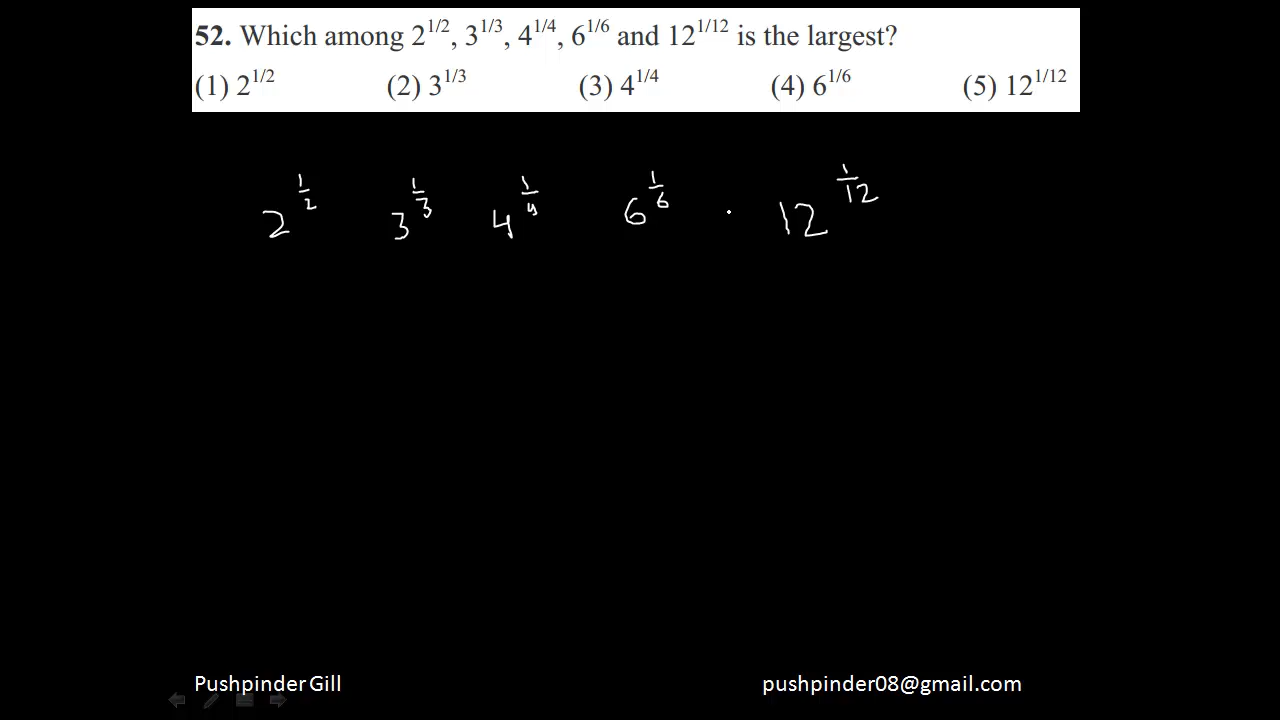 52. Which among 2^1/2, 3^1/3, 4^1/4, 6^1/6 and 12^1/12 is the largest?
(1) 2^1/2 (2) 3^1/3 (3) 4^1/4 (4) 6^1/6 (5) 12^1/12
2^1/2 3^1/3 4^1/4 6^1/6 12^1/12
Pushpinder Gill pushpinder08@gmail.com